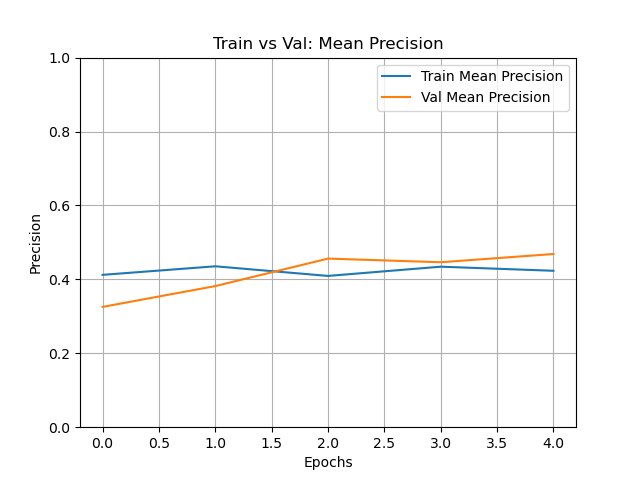 Train vs Val: Mean Precision
1.0
0.8
0.6
0.4
0.2
0.0
Precision
Train Mean Precision
Val Mean Precision
0.0 0.5 1.0 1.5 2.0 2.5 3.0 3.5 4.0
Epochs